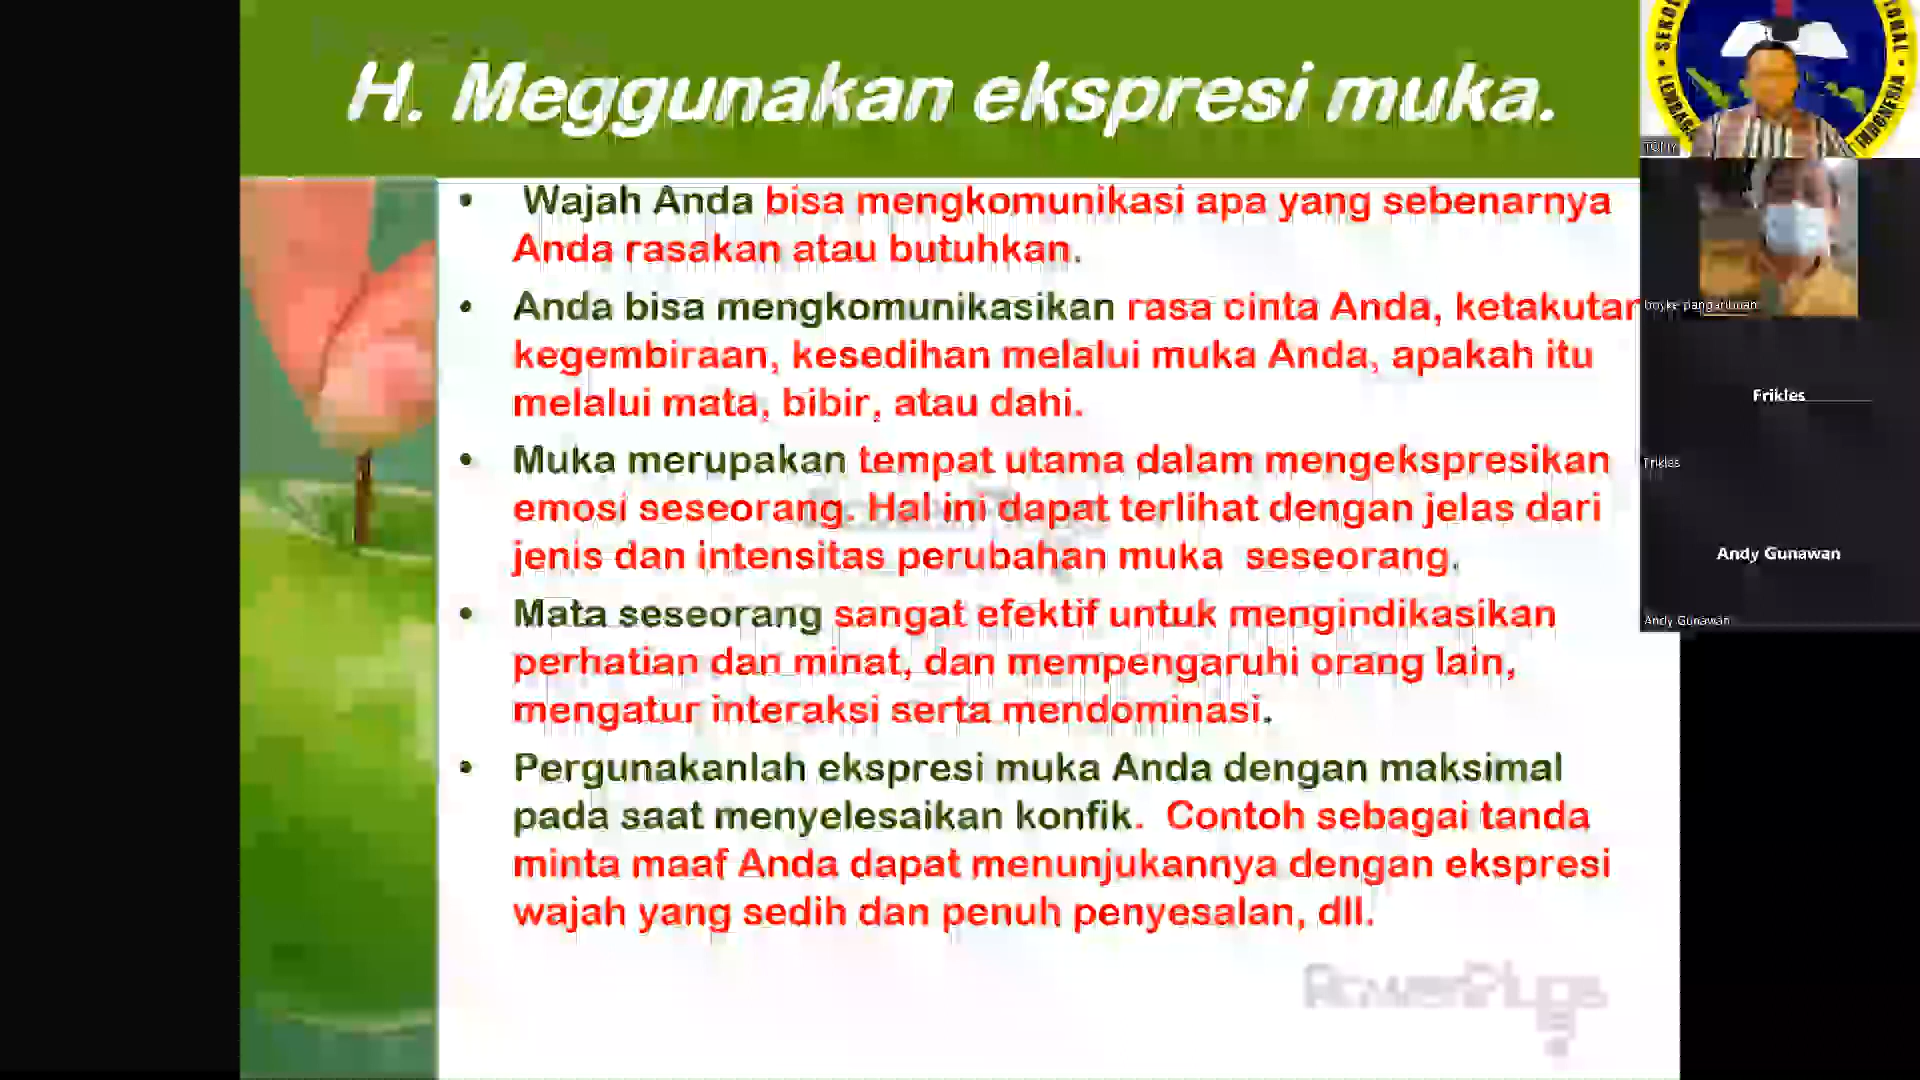 H. Meggunakan ekspresi muka.
• Wajah Anda bisa mengkomunikasi apa yang sebenarnya
Anda rasakan atau butuhkan.
• Anda bisa mengkomunikasikan rasa cinta Anda,
kegembiraan, kesedihan melalui muka Anda, apakah itu
melalui mata, bibir, atau dahi.
• Muka merupakan tempat utama dalam mengekspresikan
emosi seseorang. Hal ini dapat terlihat dengan jelas dari
jenis dan intensitas perubahan muka seseorang.
• Mata seseorang sangat efektif untuk mengindikasikan
perhatian dan minat, dan mempengaruhi orang lain,
mengatur interaksi serta mendominasi.
• Pergunakanlah ekspresi muka Anda dengan maksimal
pada saat menyelesaikan konfik. Contoh sebagai tanda
minta maaf Anda dapat menunjukannya dengan ekspresi
wajah yang sedih dan penuh penyesalan, dll.
PowerPlugs
INDONESIA
TONY
boyke pangaribuan
Frikles
Frikles
Andy Gunawan
Andy Gunawan